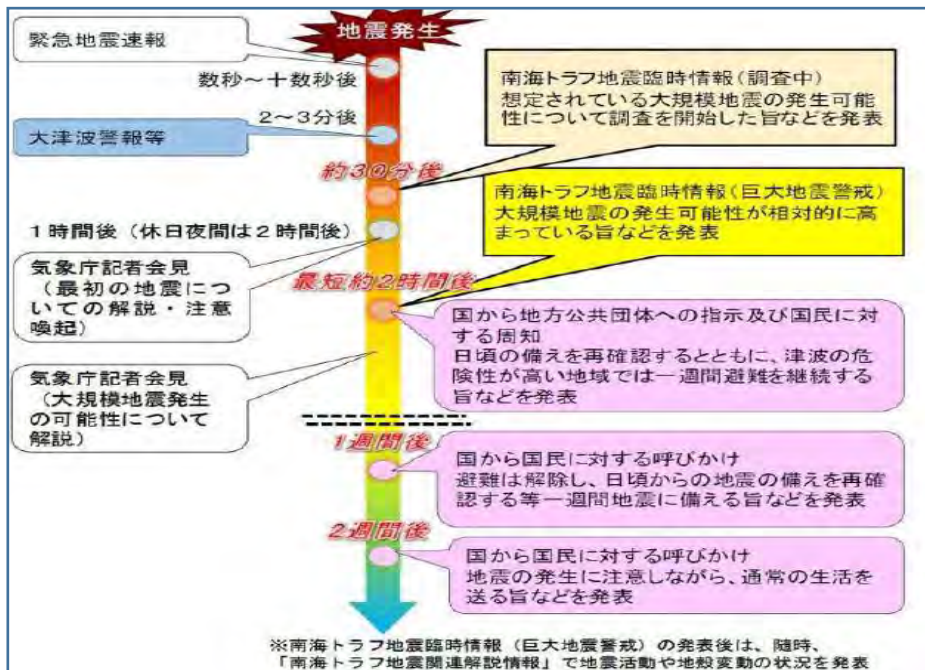 地震発生
緊急地震速報
数秒～十数秒後
2～3分後
大津波警報等
南海トラフ地震臨時情報(調査中)
想定されている大規模地震の発生可能
性について調査を開始した旨などを発表
約30分後
南海トラフ地震臨時情報(巨大地震警戒)
大規模地震の発生可能性が相対的に高
まっている旨などを発表
1時間後(休日夜間は2時間後)
気象庁記者会見
(最初の地震につ
いての解説・注意
喚起)
最短約2時間後
国から地方公共団体への指示及び国民に対
する周知
日頃の備えを再確認するとともに、津波の危
険性が高い地域では一週間避難を継続する
旨などを発表
気象庁記者会見
(大規模地震発生
の可能性について
解説)
1週間後
国から国民に対する呼びかけ
避難は解除し、日頃からの地震の備えを再確
認する等一週間地震に備える旨などを発表
2週間後
国から国民に対する呼びかけ
地震の発生に注意しながら、通常の生活を
送る旨などを発表
※南海トラフ地震臨時情報(巨大地震警戒)の発表後は、随時、
「南海トラフ地震関連解説情報」で地震活動や地殻変動の状況を発表